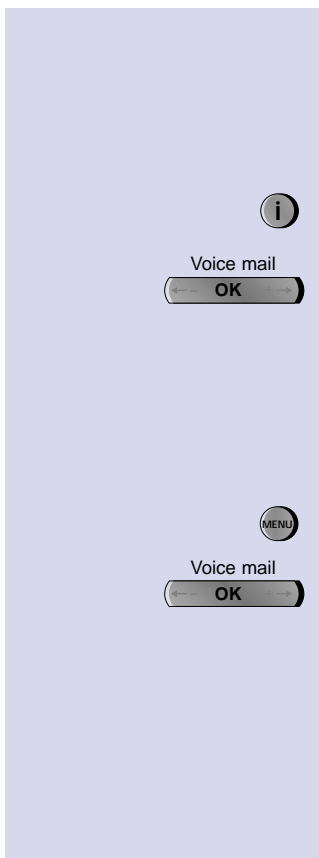 i
Voice mail
←- OK +→
MENU
Voice mail
←- OK +→